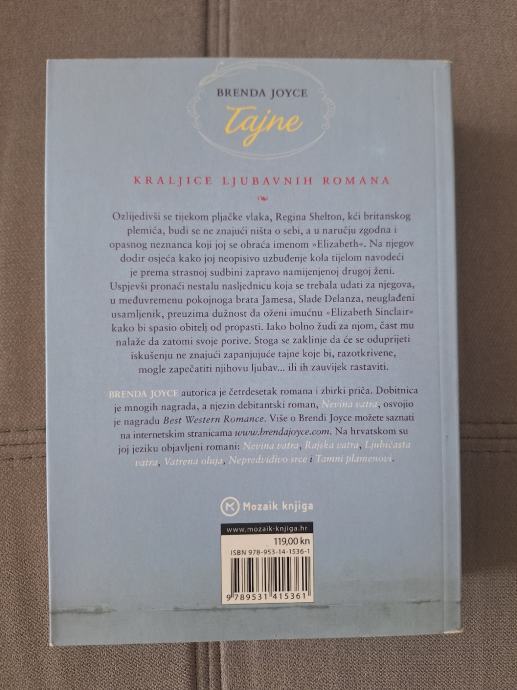 BRENDA JOYCE
Tajne
KRALJICE LJUBAVNIH ROMANA
Ozlijedivši se tijekom pljačke vlaka, Regina Shelton, kći britanskog
plemića, budi se ne znajući ništa o sebi, a u naručju zgodna i
opasnog neznanca koji joj se obraća imenom »Elizabeth«. Na njegov
dodir osjeća kako joj neopisivo uzbuđenje kola tijelom navodeći
je prema strasnoj sudbini zapravo namijenjenoj drugoj ženi.
Uspjevši pronaći nestalu nasljednicu koja se trebala udati za njegova,
u međuvremenu pokojnoga brata Jamesa, Slade Delanza, neuglađeni
usamljenik, preuzima dužnost da oženi imućnu »Elizabeth Sinclair«
kako bi spasio obitelj od propasti. Iako bolno žudi za njom, čast mu
nalaže da zatomi svoje porive. Stoga se zaklinje da će se oduprijeti
iskušenju ne znajući zapanjujuće tajne koje bi, razotkrivene,
mogle zapečatiti njihovu ljubav... ili ih zauvijek rastaviti.
BRENDA JOYCE autorica je četrdesetak romana i zbirki priča. Dobitnica
je mnogih nagrada, a njezin debitantski roman, Nevina vatra, osvojio
je nagradu Best Western Romance. Više o Brendi Joyce možete saznati
na internetskim stranicama www.brendajoyce.com. Na hrvatskom su
joj jeziku objavljeni romani: Nevina vatra, Rajska vatra, Ljubičasta
vatra, Vatrena oluja, Nepredvidivo srce i Tamni plamenovi.
Mozaik knjiga
www.mozaik-knjiga.hr
119,00 kn
ISBN 978-953-14-1536-1
9 789531 415361